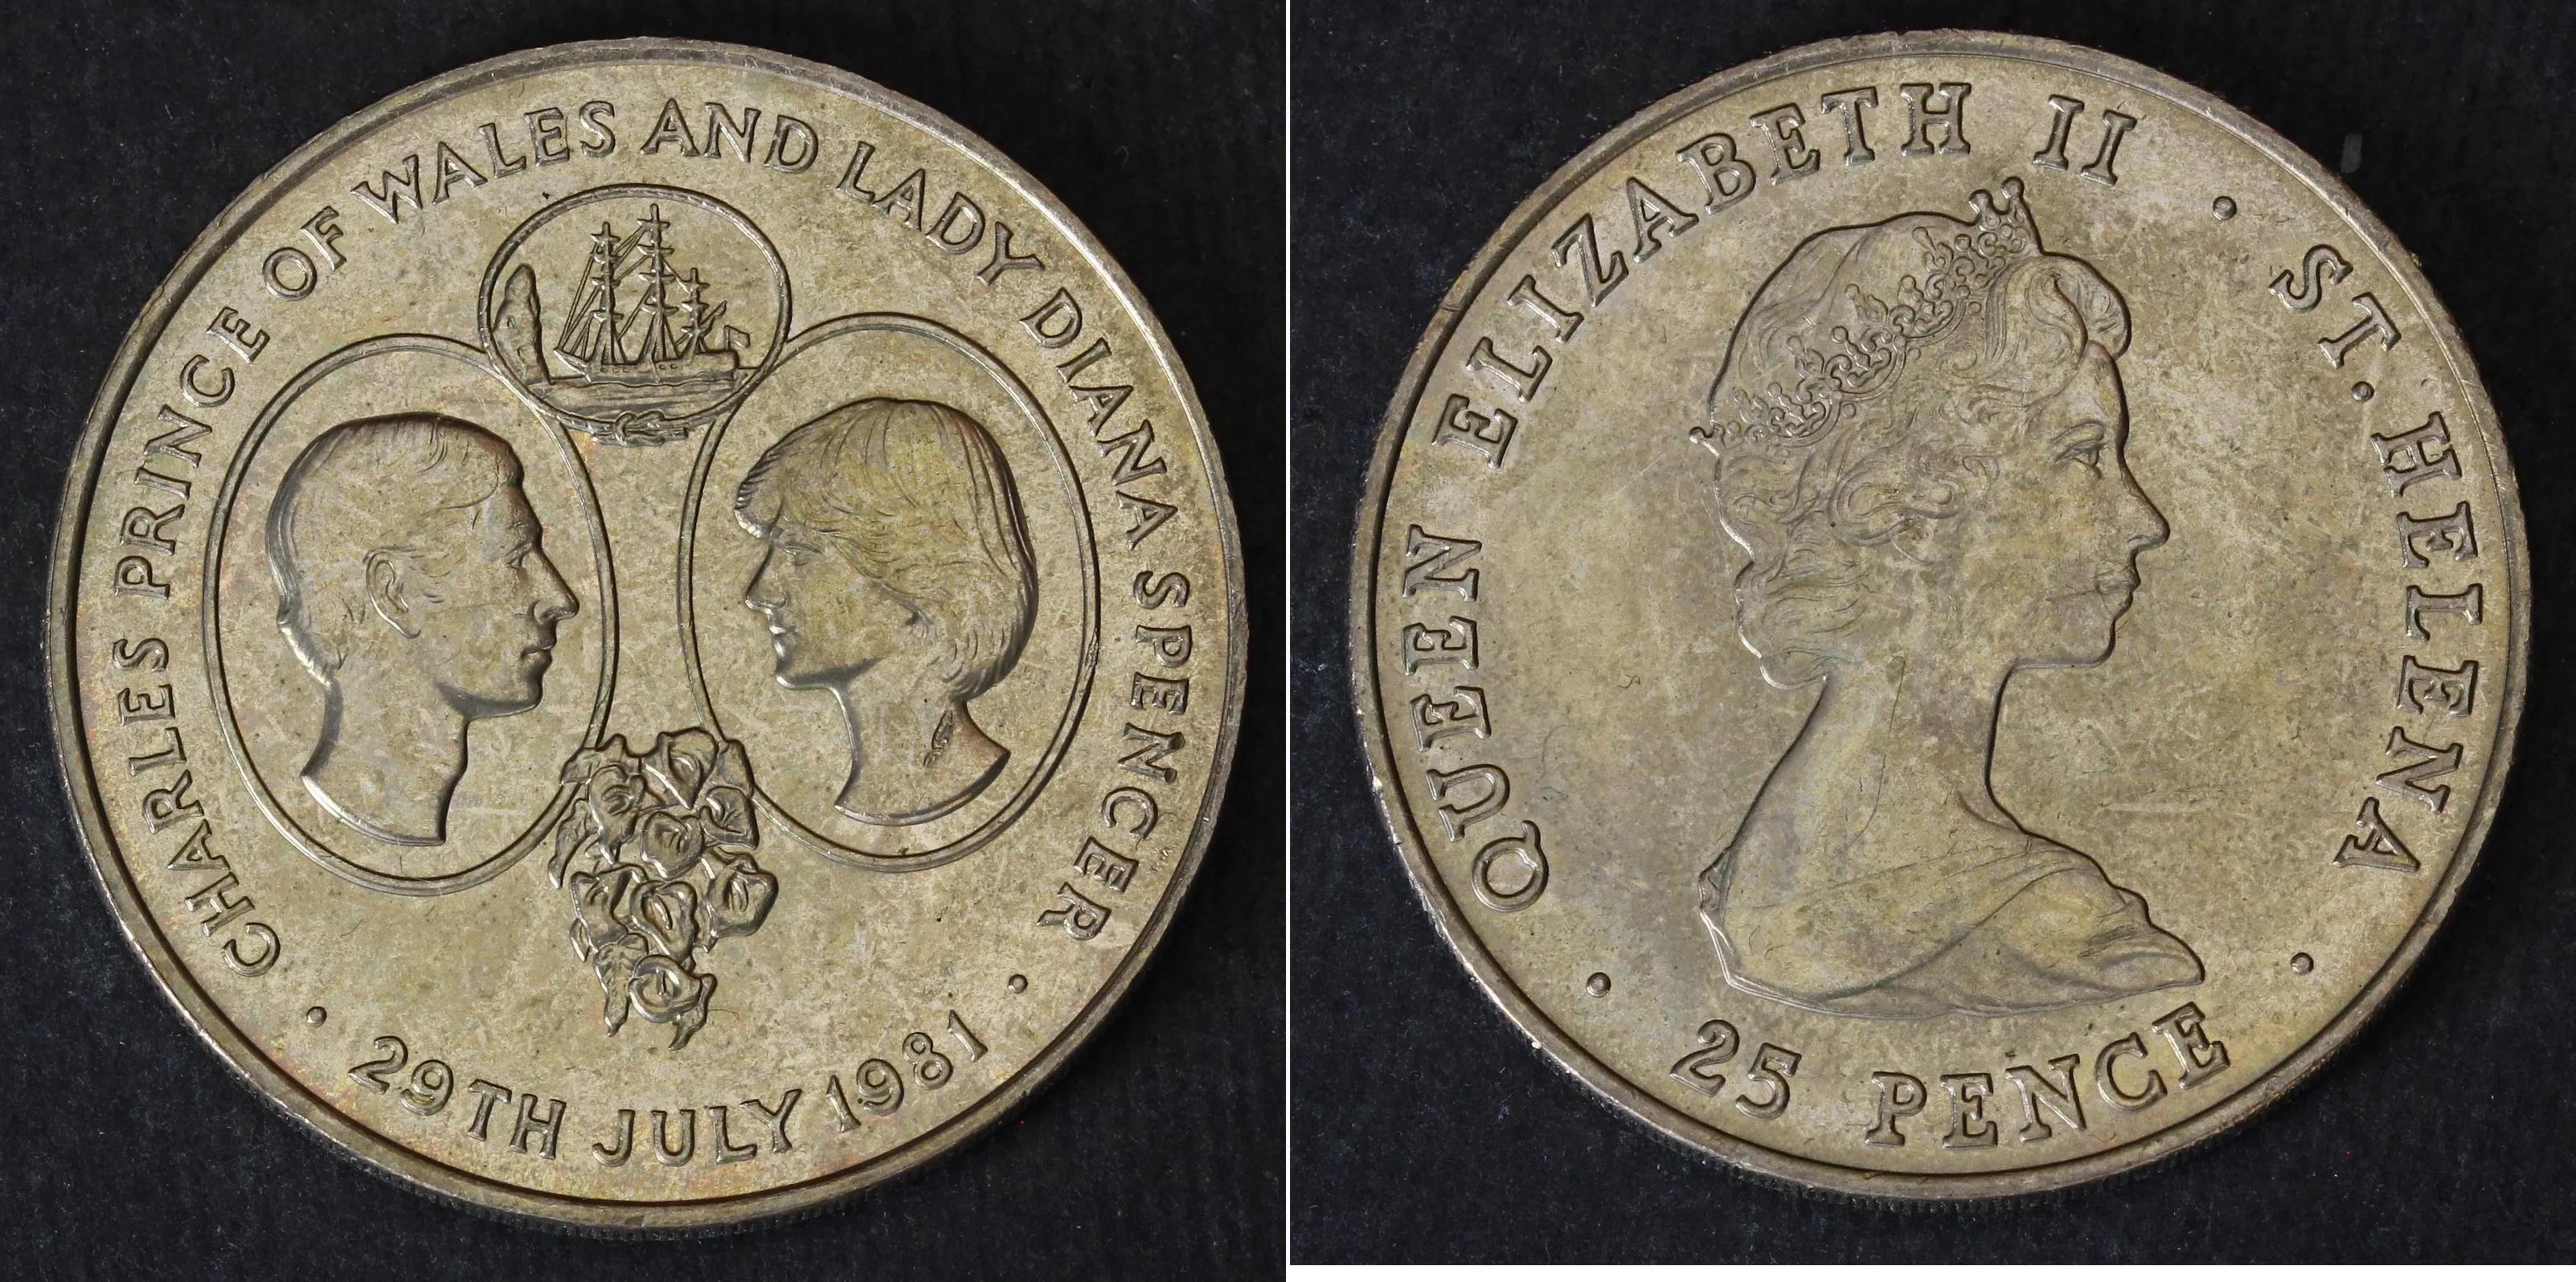 CHARLES PRINCE OF WALES AND LADY DIANA SPENCER
· 29TH JULY 1981 ·
QUEEN ELIZABETH II · ST. HELENA
· 25 PENCE ·